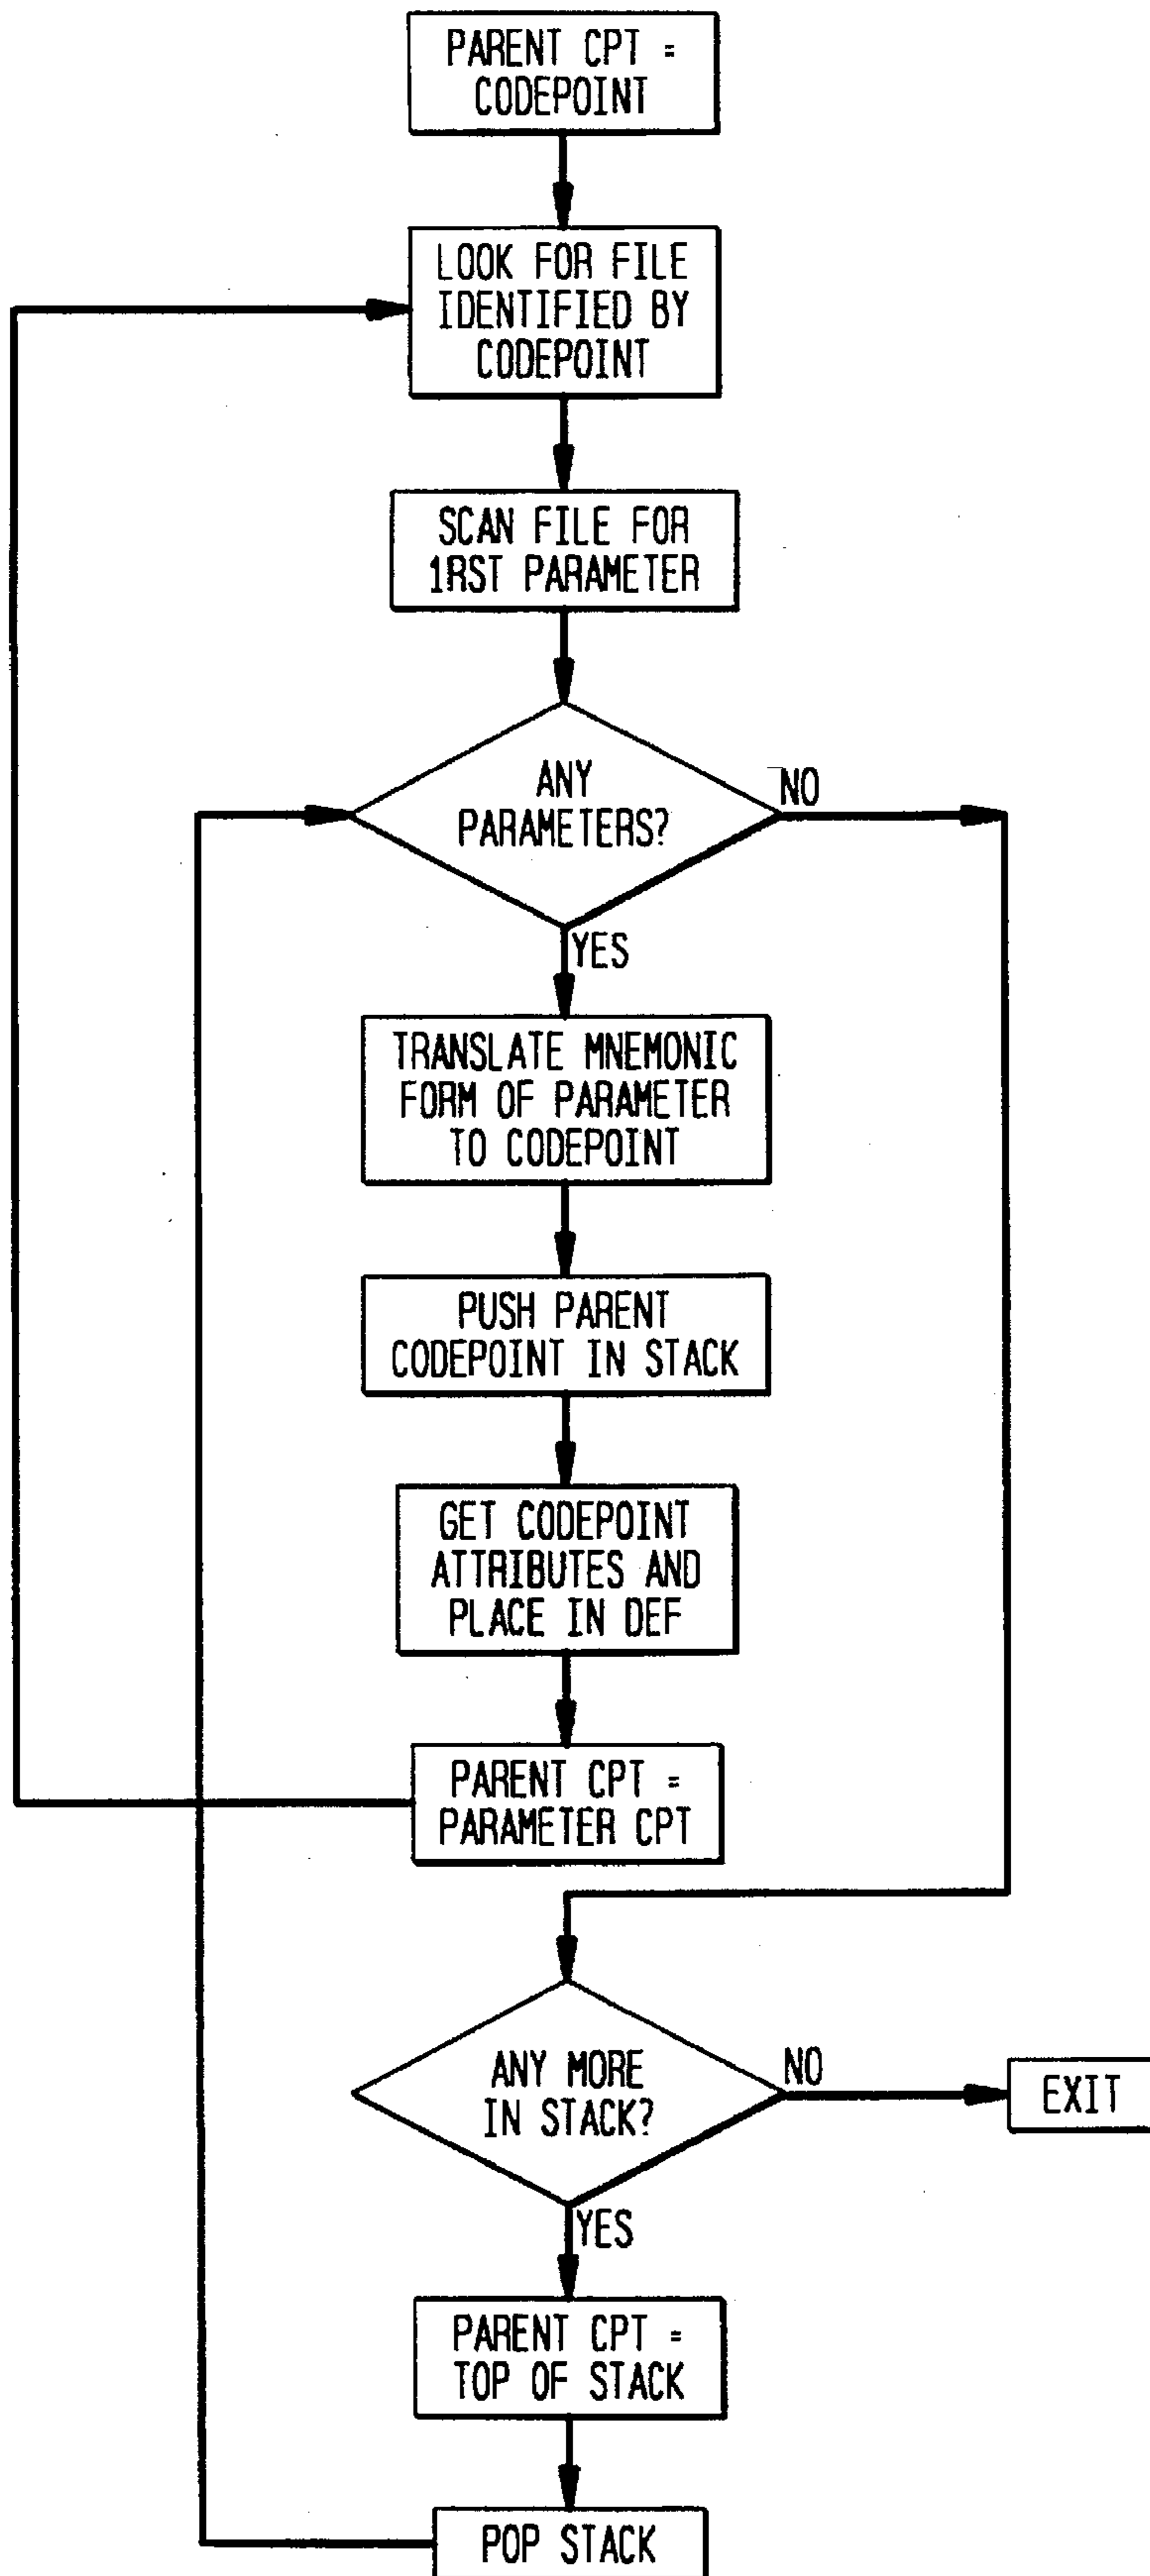 PARENT CPT =
CODEPOINT
LOOK FOR FILE
IDENTIFIED BY
CODEPOINT
SCAN FILE FOR
1RST PARAMETER
ANY
PARAMETERS?
NO
YES
TRANSLATE MNEMONIC
FORM OF PARAMETER
TO CODEPOINT
PUSH PARENT
CODEPOINT IN STACK
GET CODEPOINT
ATTRIBUTES AND
PLACE IN DEF
PARENT CPT =
PARAMETER CPT
ANY MORE
IN STACK?
NO
EXIT
YES
PARENT CPT =
TOP OF STACK
POP STACK